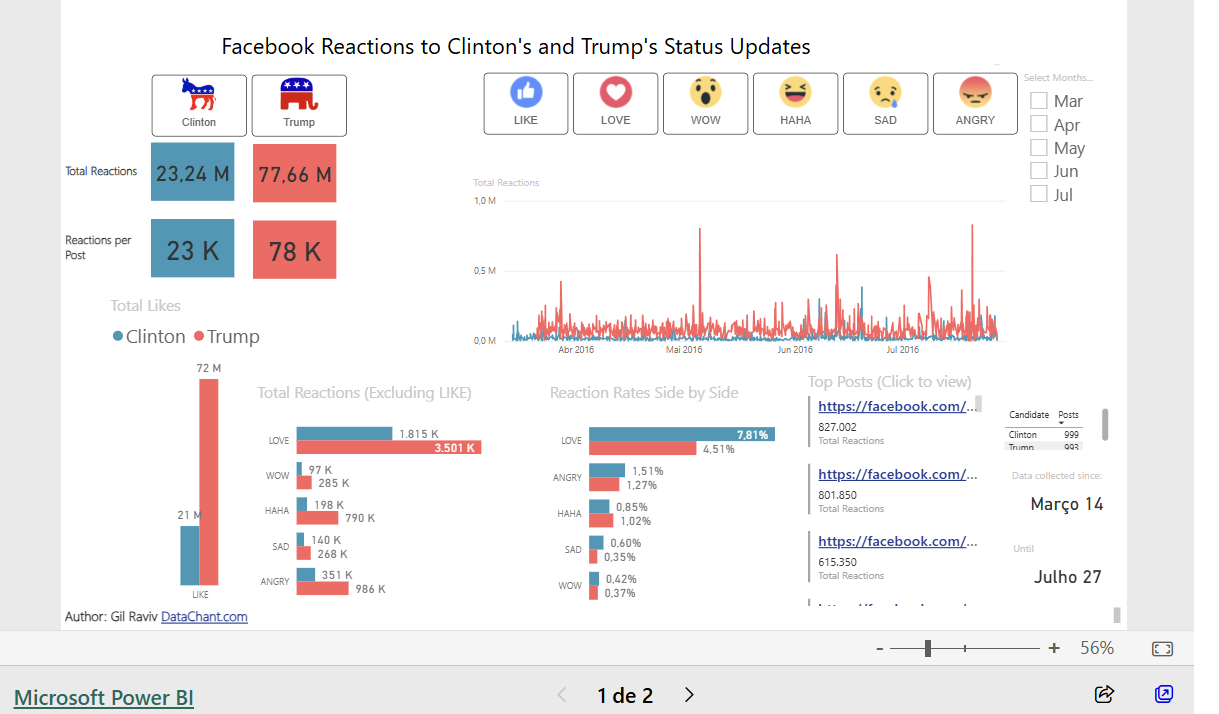 Facebook Reactions to Clinton's and Trump's Status Updates
Clinton
Trump
LIKE
LOVE
WOW
HAHA
SAD
ANGRY
Select Months...
Mar
Apr
May
Jun
Jul
Total Reactions
23,24 M
77,66 M
Reactions per
Post
23 K
78 K
Total Reactions
1,0 M
0,5 M
0,0 M
Abr 2016
Mai 2016
Jun 2016
Jul 2016
Total Likes
Clinton
Trump
72 M
21 M
LIKE
Total Reactions (Excluding LIKE)
LOVE
1.815 K
3.501 K
WOW
97 K
285 K
HAHA
198 K
790 K
SAD
140 K
268 K
ANGRY
351 K
986 K
Reaction Rates Side by Side
LOVE
7,81%
4,51%
ANGRY
1,51%
1,27%
HAHA
0,85%
1,02%
SAD
0,60%
0,35%
WOW
0,42%
0,37%
Top Posts (Click to view)
https://facebook.com/...
827.002
Total Reactions
https://facebook.com/...
801.850
Total Reactions
https://facebook.com/...
615.350
Total Reactions
Candidate Posts
Clinton 999
Trump 993
Data collected since:
Março 14
Until
Julho 27
Author: Gil Raviv DataChant.com
- + 56%
Microsoft Power BI
1 de 2